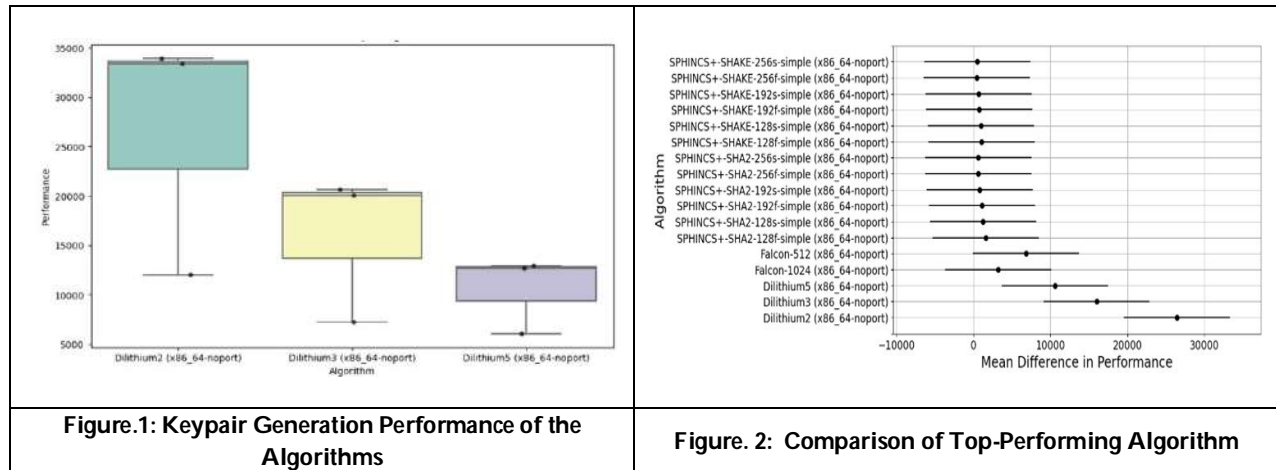 35000
30000
25000
20000
15000
10000
5000
Performance
Dilithium2 (x86_64-noport)
Dilithium3 (x86_64-noport)
Dilithium5 (x86_64-noport)
Algorithm
Figure.1: Keypair Generation Performance of the
Algorithms
Algorithm
SPHINCS+-SHAKE-256s-simple (x86_64-noport)
SPHINCS+-SHAKE-256f-simple (x86_64-noport)
SPHINCS+-SHAKE-192s-simple (x86_64-noport)
SPHINCS+-SHAKE-192f-simple (x86_64-noport)
SPHINCS+-SHAKE-128s-simple (x86_64-noport)
SPHINCS+-SHAKE-128f-simple (x86_64-noport)
SPHINCS+-SHA2-256s-simple (x86_64-noport)
SPHINCS+-SHA2-256f-simple (x86_64-noport)
SPHINCS+-SHA2-192s-simple (x86_64-noport)
SPHINCS+-SHA2-192f-simple (x86_64-noport)
SPHINCS+-SHA2-128s-simple (x86_64-noport)
SPHINCS+-SHA2-128f-simple (x86_64-noport)
Falcon-512 (x86_64-noport)
Falcon-1024 (x86_64-noport)
Dilithium5 (x86_64-noport)
Dilithium3 (x86_64-noport)
Dilithium2 (x86_64-noport)
−10000 0 10000 20000 30000
Mean Difference in Performance
Figure. 2: Comparison of Top-Performing Algorithm